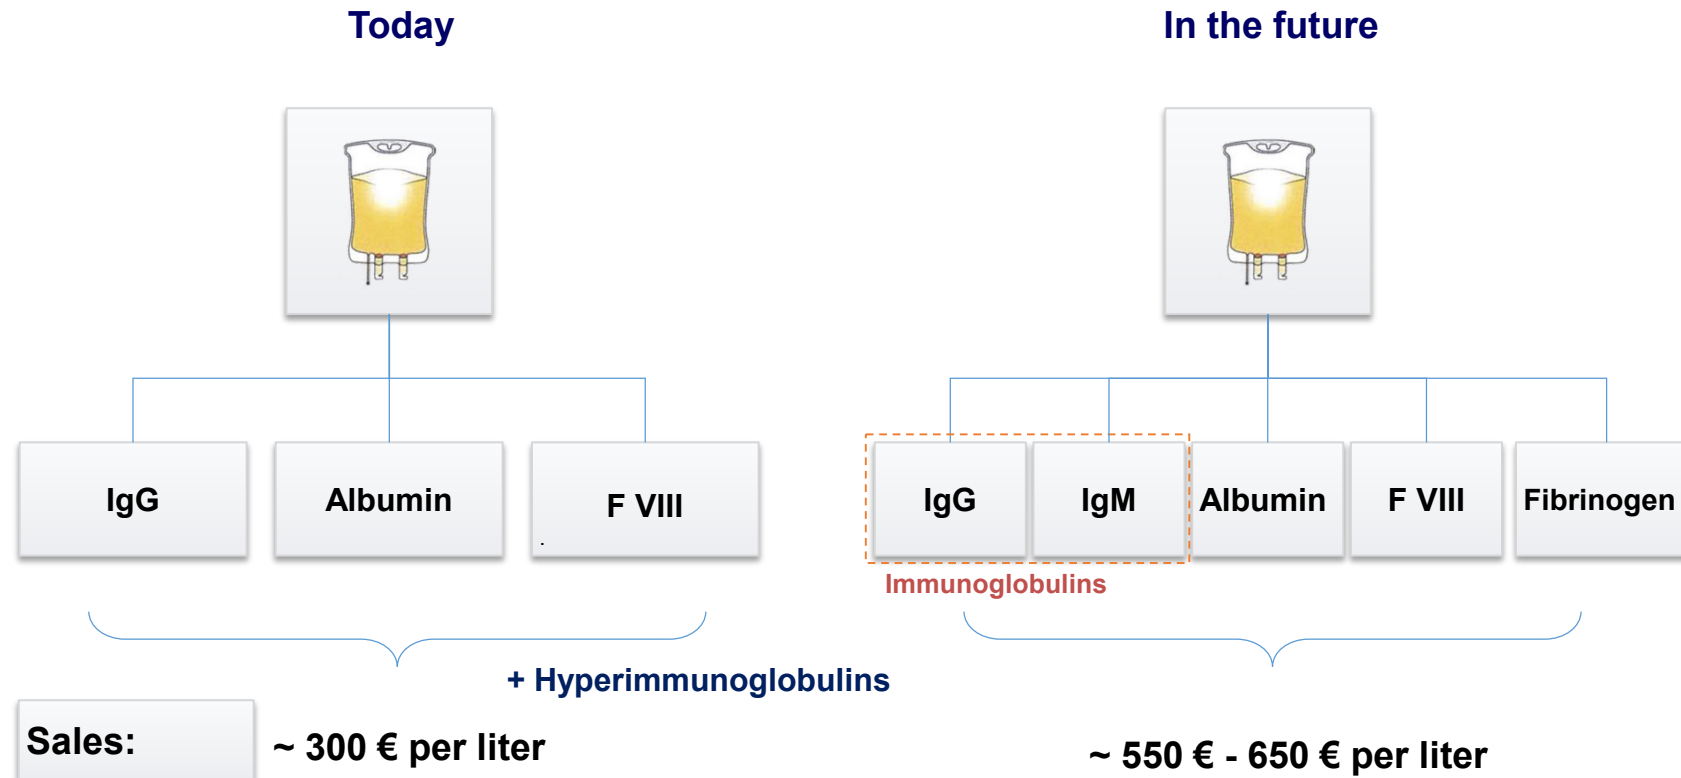 Today
In the future
IgG
Albumin
F VIII
.
IgG
IgM
Albumin
F VIII
Fibrinogen
Immunoglobulins
+ Hyperimmunoglobulins
Sales:
~ 300 € per liter
~ 550 € - 650 € per liter